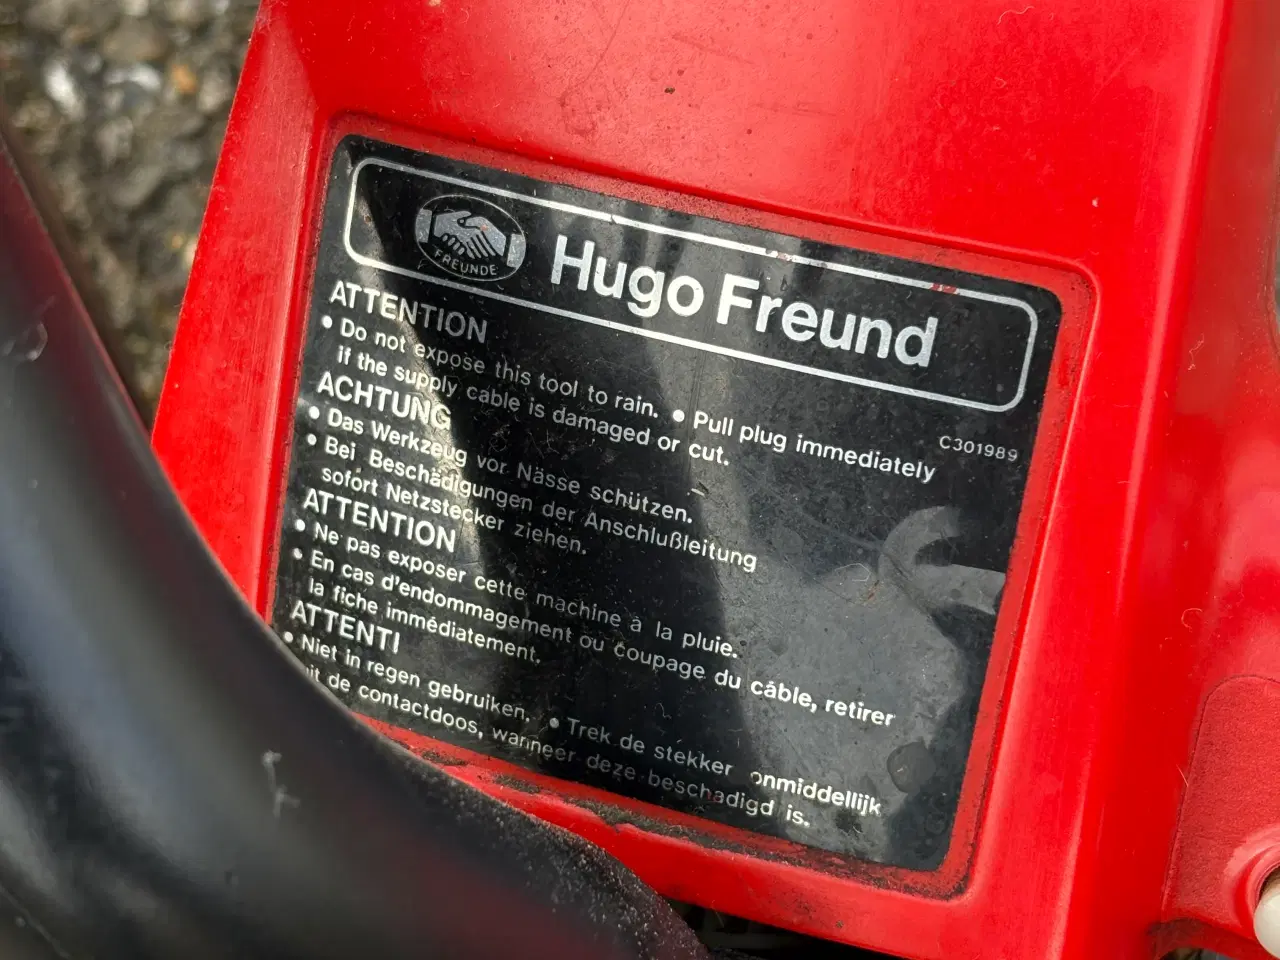 FREUNDE
Hugo Freund
C301989
ATTENTION
• Do not expose this tool to rain. • Pull plug immediately
if the supply cable is damaged or cut.
ACHTUNG
• Das Werkzeug vor Nässe schützen.
• Bei Beschädigungen der Anschlußleitung
sofort Netzstecker ziehen.
ATTENTION
• Ne pas exposer cette machine à la pluie.
• En cas d'endommagement ou coupage du câble, retirer
la fiche immédiatement.
ATTENTI
• Niet in regen gebruiken. • Trek de stekker onmiddellijk
de contactdoos, wanneer deze beschadigd is.